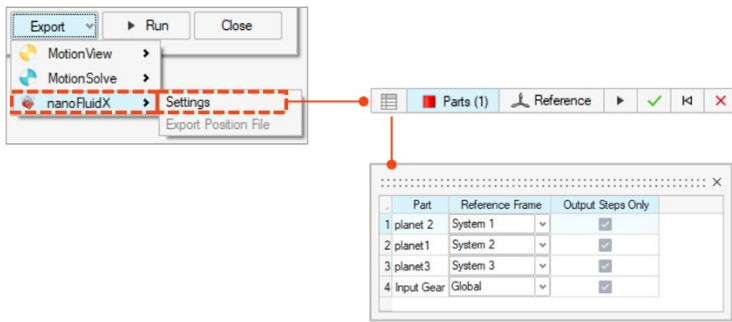 Export Run Close
MotionView
MotionSolve
nanoFluidX Settings
Export Position File
Parts (1) Reference
Part Reference Frame Output Steps Only
1 planet 2 System 1
2 planet1 System 2
3 planet3 System 3
4 Input Gear Global